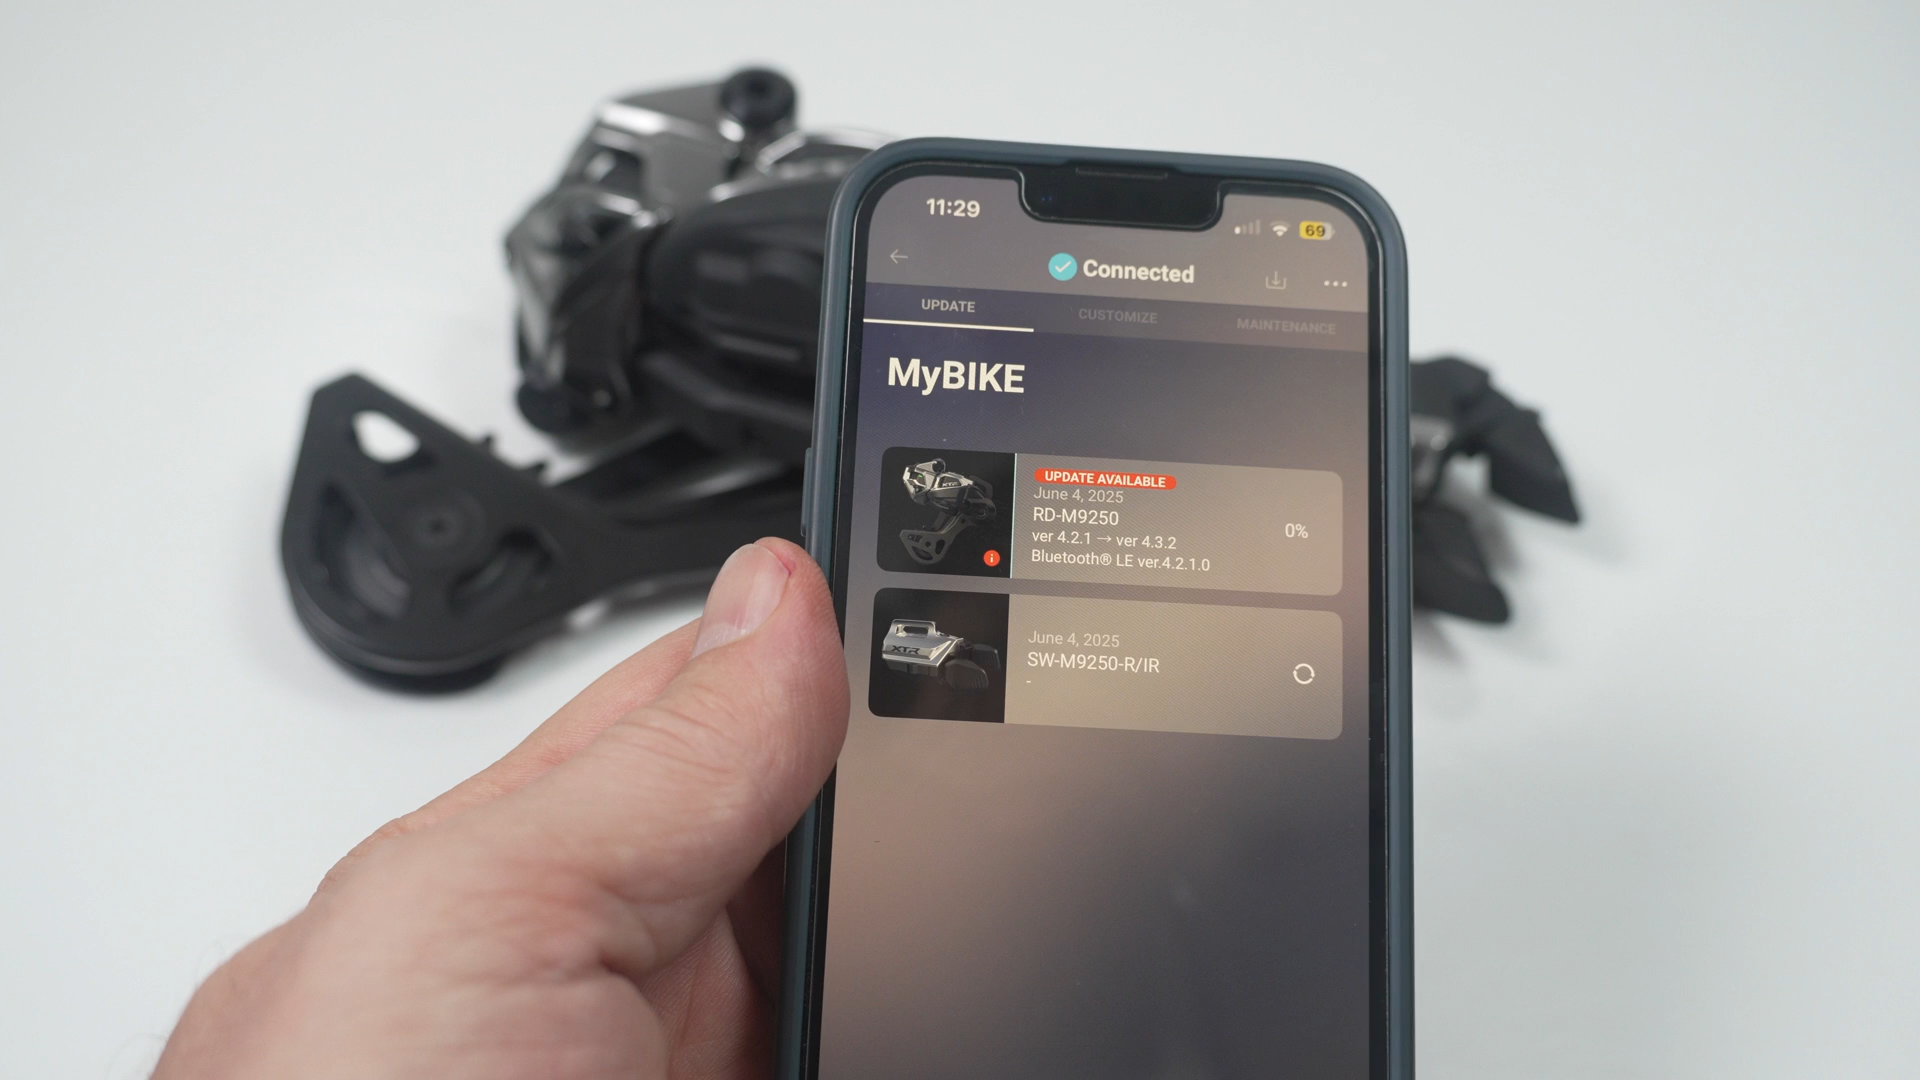 11:29
69
Connected
UPDATE
CUSTOMIZE
MAINTENANCE
MyBIKE
UPDATE AVAILABLE
June 4, 2025
RD-M9250
ver 4.2.1 → ver 4.3.2
Bluetooth® LE ver.4.2.1.0
0%
XTR
June 4, 2025
SW-M9250-R/IR
-
XTR